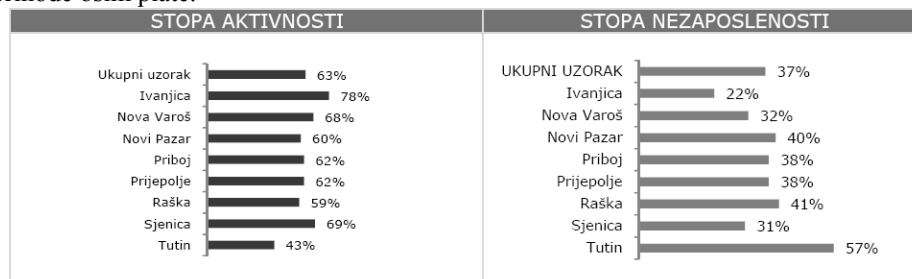 STOPA AKTIVNOSTI
Ukupni uzorak 63%
Ivanjica 78%
Nova Varoš 68%
Novi Pazar 60%
Priboj 62%
Prijepolje 62%
Raška 59%
Sjenica 69%
Tutin 43%
STOPA NEZAPOSLENOSTI
UKUPNI UZORAK 37%
Ivanjica 22%
Nova Varoš 32%
Novi Pazar 40%
Priboj 38%
Prijepolje 38%
Raška 41%
Sjenica 31%
Tutin 57%